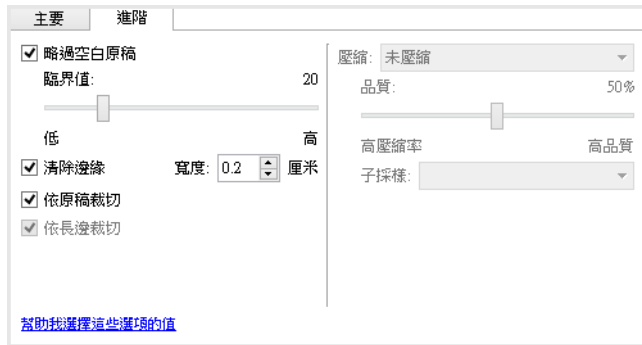 主要 進階
略過空白原稿
臨界值: 20
低 高
清除邊緣 寬度: 0.2 厘米
依原稿裁切
依長邊裁切
幫助我選擇這些選項的值
壓縮: 未壓縮
品質: 50%
高壓縮率 高品質
子採樣: